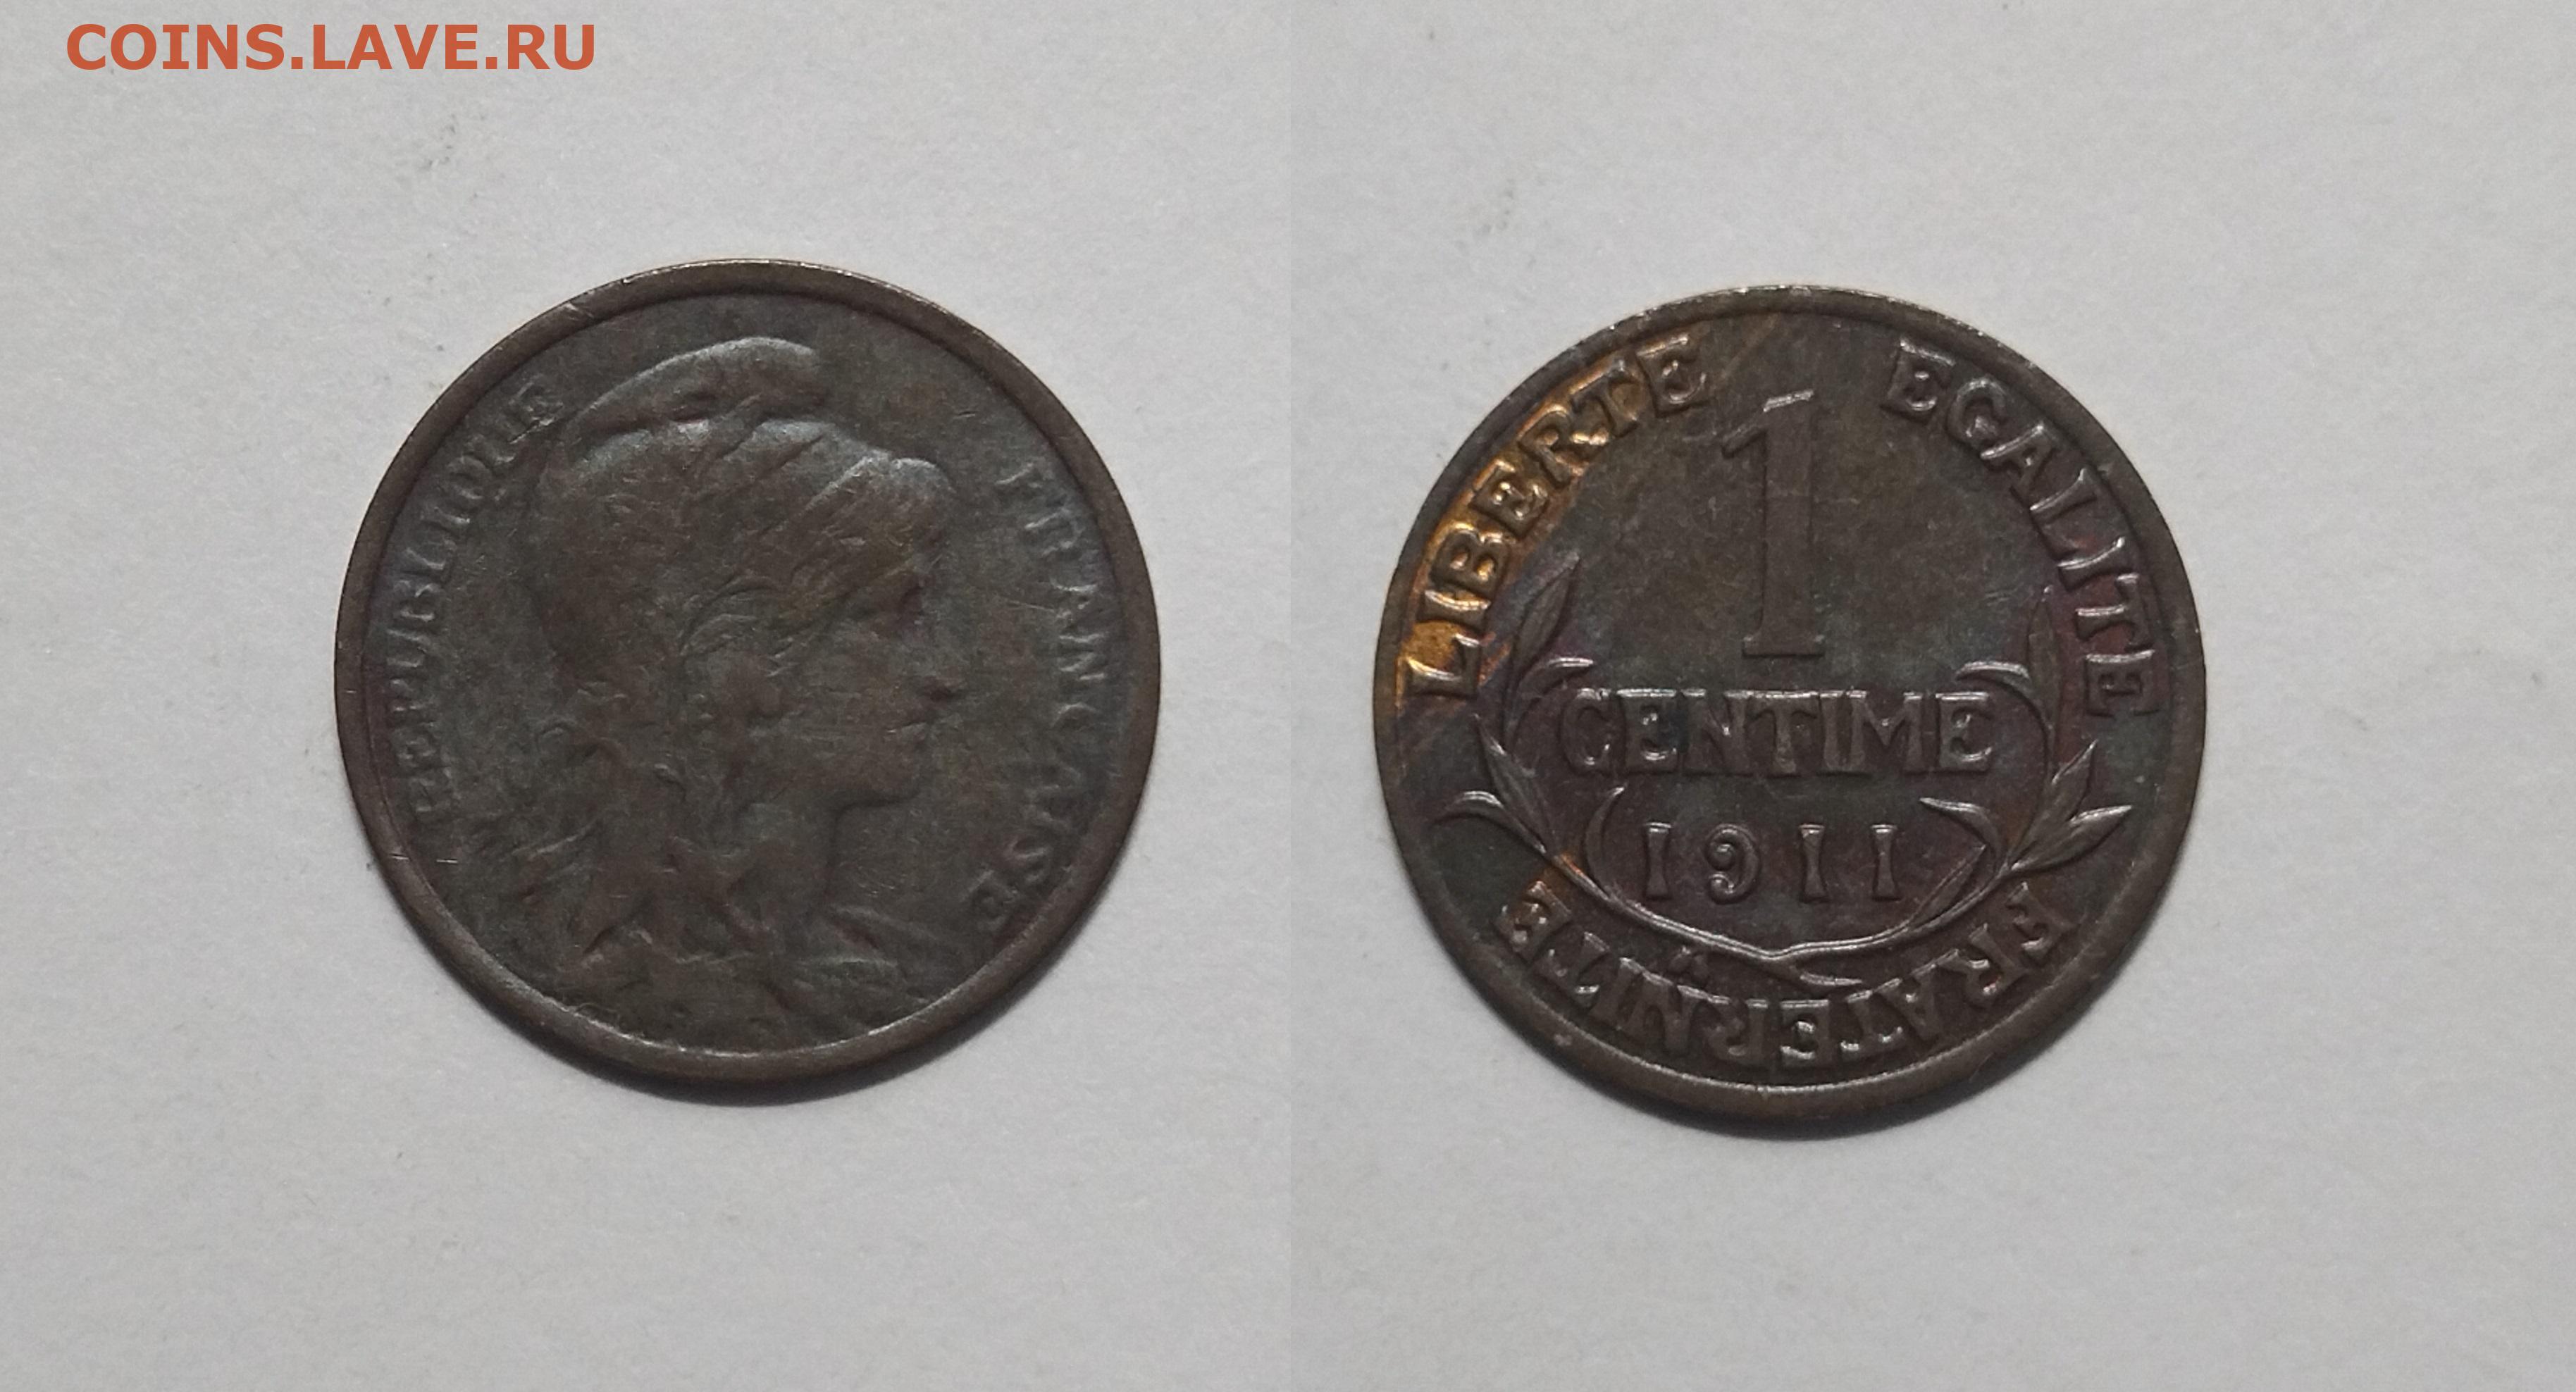 COINS.LAVE.RU
REPUBLIQUE FRANCAISE
LIBERTE EGALITE
1
CENTIME
1911
FRATERNITE